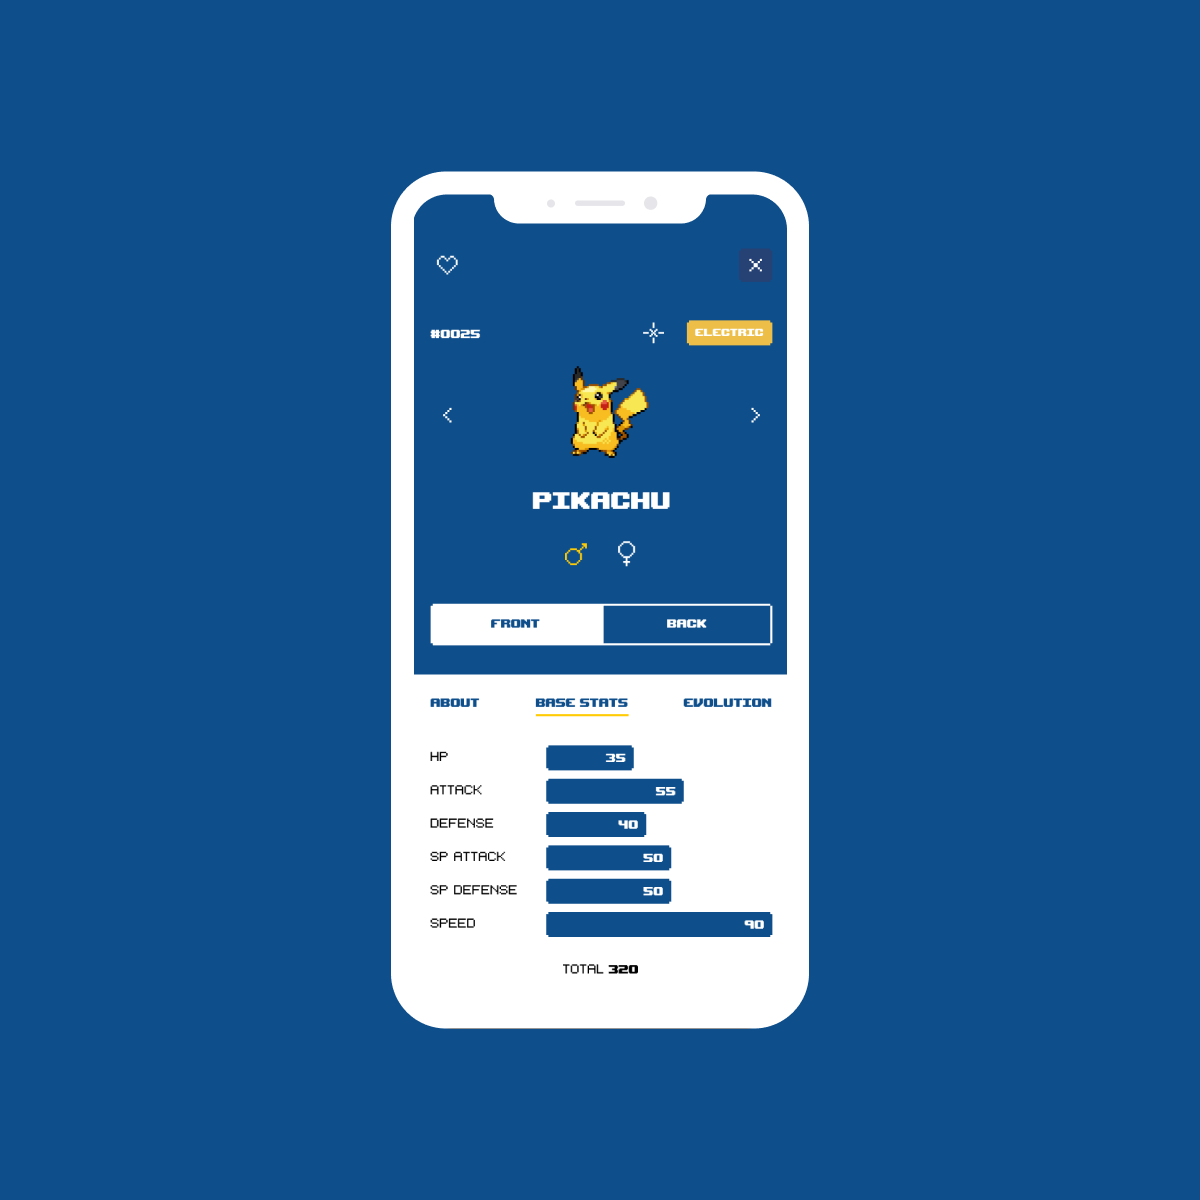 #0025
ELECTRIC
PIKACHU
FRONT BACK
ABOUT BASE STATS EVOLUTION
HP 35
ATTACK 55
DEFENSE 40
SP ATTACK 50
SP DEFENSE 50
SPEED 90
TOTAL 320